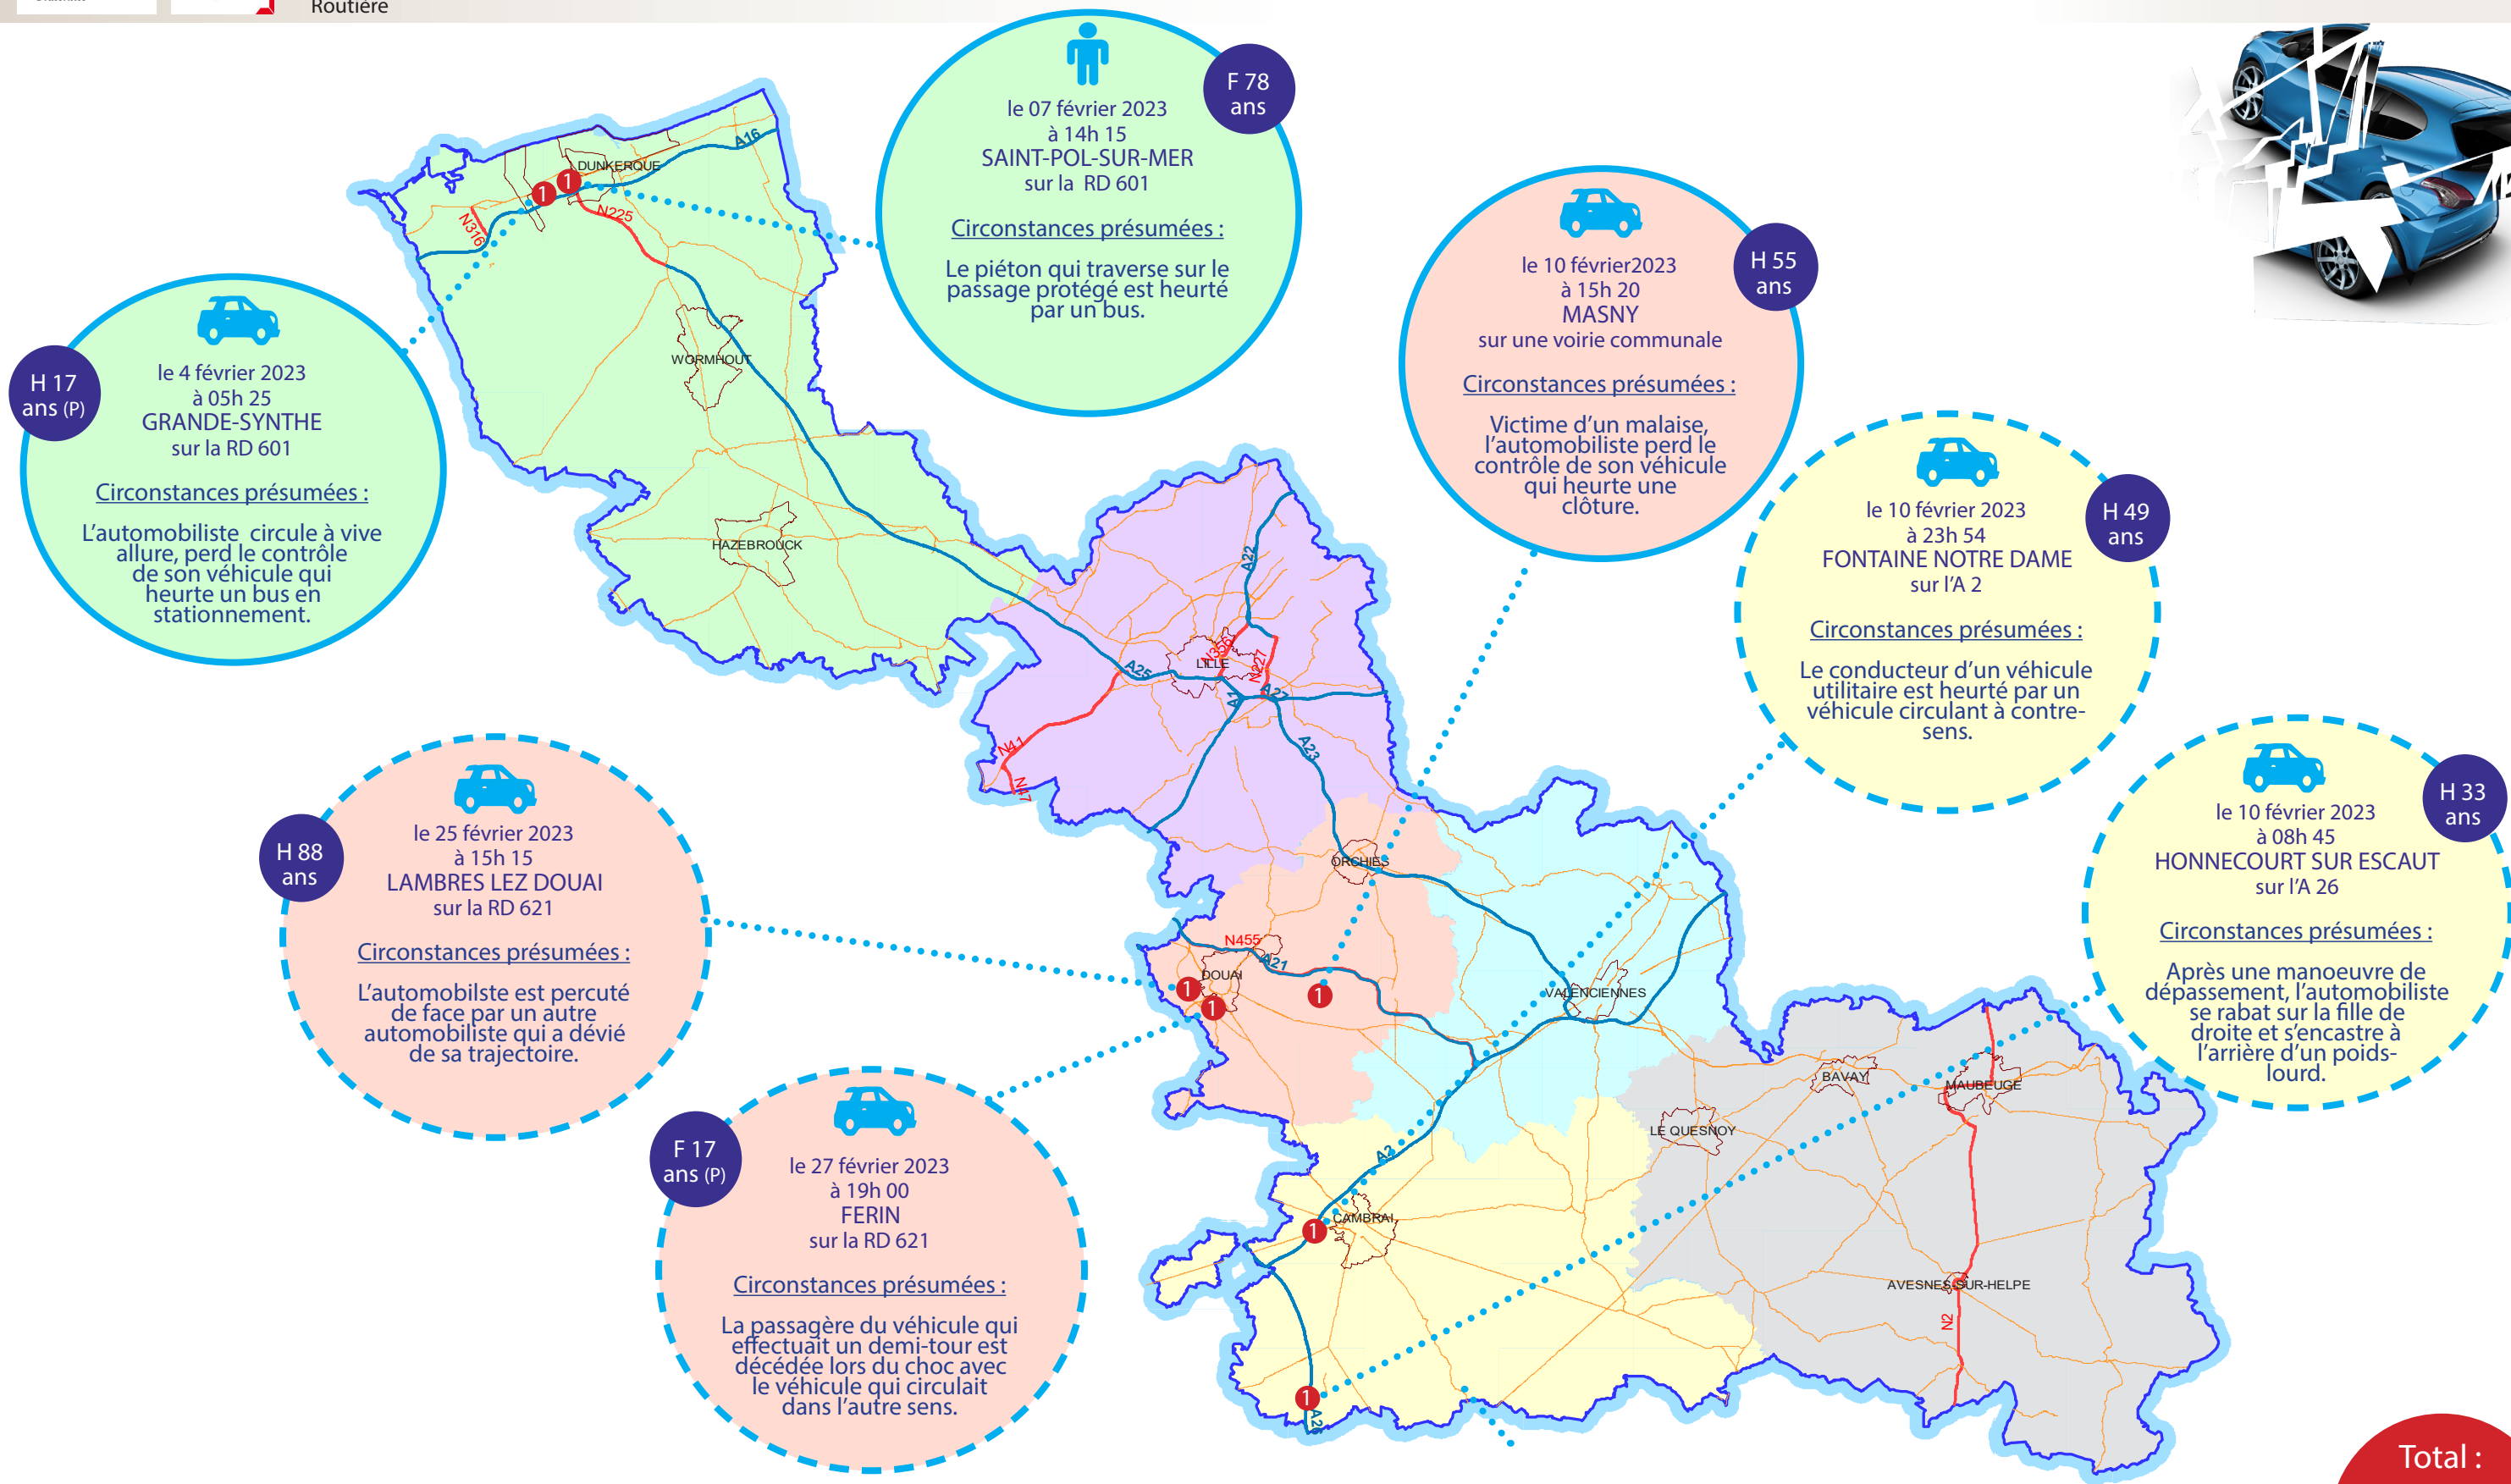 Routière
F 78
ans
le 07 février 2023
à 14h 15
SAINT-POL-SUR-MER
sur la RD 601
Circonstances présumées :
Le piéton qui traverse sur le
passage protégé est heurté
par un bus.
H 17
ans (P)
le 4 février 2023
à 05h 25
GRANDE-SYNTHE
sur la RD 601
Circonstances présumées :
L'automobiliste circule à vive
allure, perd le contrôle
de son véhicule qui
heurte un bus en
stationnement.
H 55
ans
le 10 février2023
à 15h 20
MASNY
sur une voirie communale
Circonstances présumées :
Victime d'un malaise,
l'automobiliste perd le
contrôle de son véhicule
qui heurte une
clôture.
H 49
ans
le 10 février 2023
à 23h 54
FONTAINE NOTRE DAME
sur l'A 2
Circonstances présumées :
Le conducteur d'un véhicule
utilitaire est heurté par un
véhicule circulant à contre-
sens.
H 33
ans
le 10 février 2023
à 08h 45
HONNECOURT SUR ESCAUT
sur l'A 26
Circonstances présumées :
Après une manoeuvre de
dépassement, l'automobiliste
se rabat sur la fille de
droite et s'encastre à
l'arrière d'un poids-
lourd.
H 88
ans
le 25 février 2023
à 15h 15
LAMBRES LEZ DOUAI
sur la RD 621
Circonstances présumées :
L'automobilste est percuté
de face par un autre
automobiliste qui a dévié
de sa trajectoire.
F 17
ans (P)
le 27 février 2023
à 19h 00
FERIN
sur la RD 621
Circonstances présumées :
La passagère du véhicule qui
effectuait un demi-tour est
décédée lors du choc avec
le véhicule qui circulait
dans l'autre sens.
A16
DUNKERQUE
1
1
N225
N316
WORMHOUT
HAZEBROUCK
A22
N356
LILLE
N227
A25
A27
A1
A23
N41
N47
ORCHIES
N455
A21
DOUAI
1
1
1
VALENCIENNES
BAVAY
MAUBEUGE
LE QUESNOY
A2
CAMBRAI
1
AVESNES-SUR-HELPE
N2
1
A26
Total :